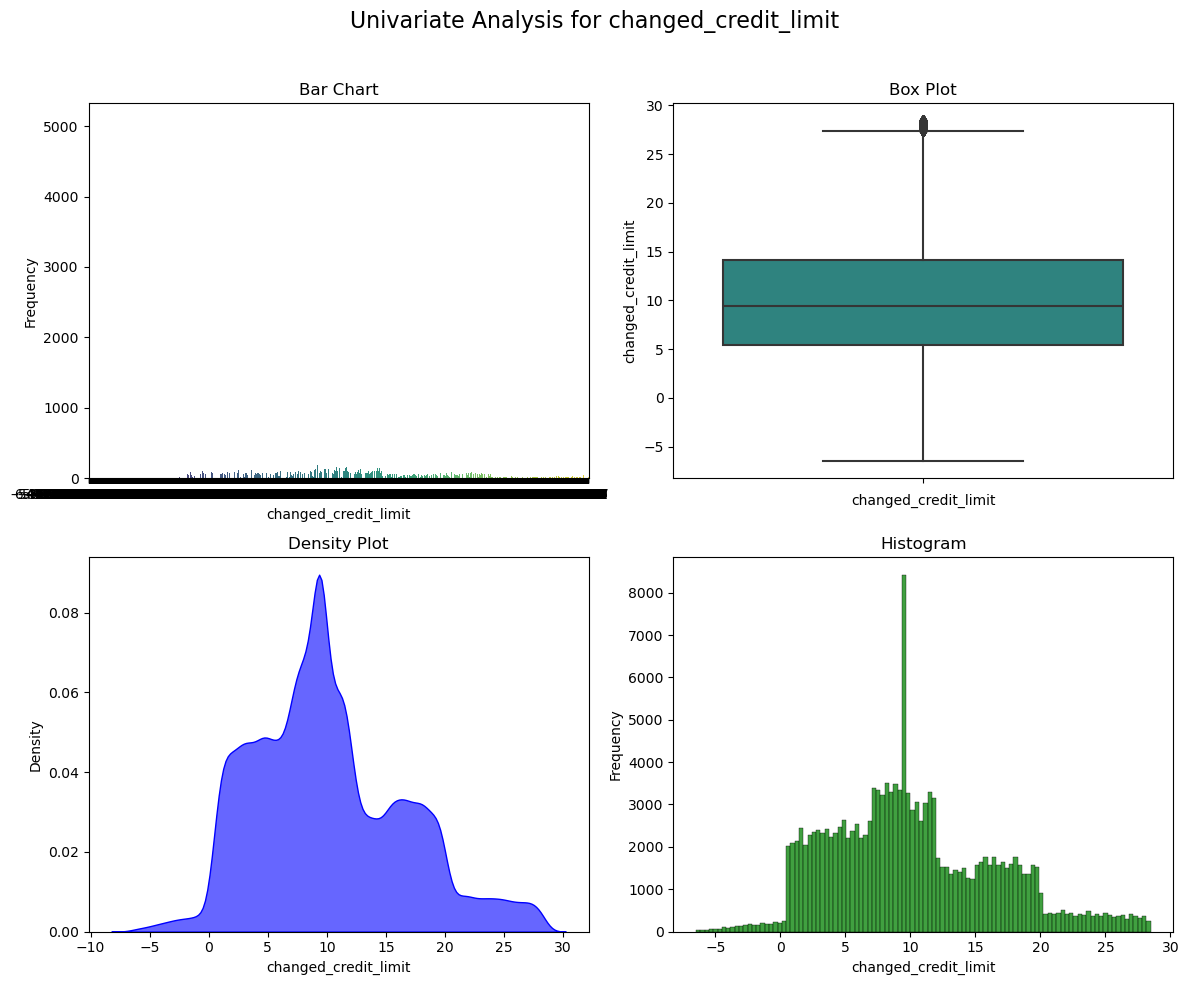 Univariate Analysis for changed_credit_limit
Bar Chart
5000
4000
3000
2000
1000
0
Frequency
changed_credit_limit
Box Plot
30
25
20
15
10
5
0
−5
changed_credit_limit
changed_credit_limit
Density Plot
0.08
0.06
0.04
0.02
0.00
Density
−10 −5 0 5 10 15 20 25 30
changed_credit_limit
Histogram
8000
7000
6000
5000
4000
3000
2000
1000
0
Frequency
−5 0 5 10 15 20 25 30
changed_credit_limit